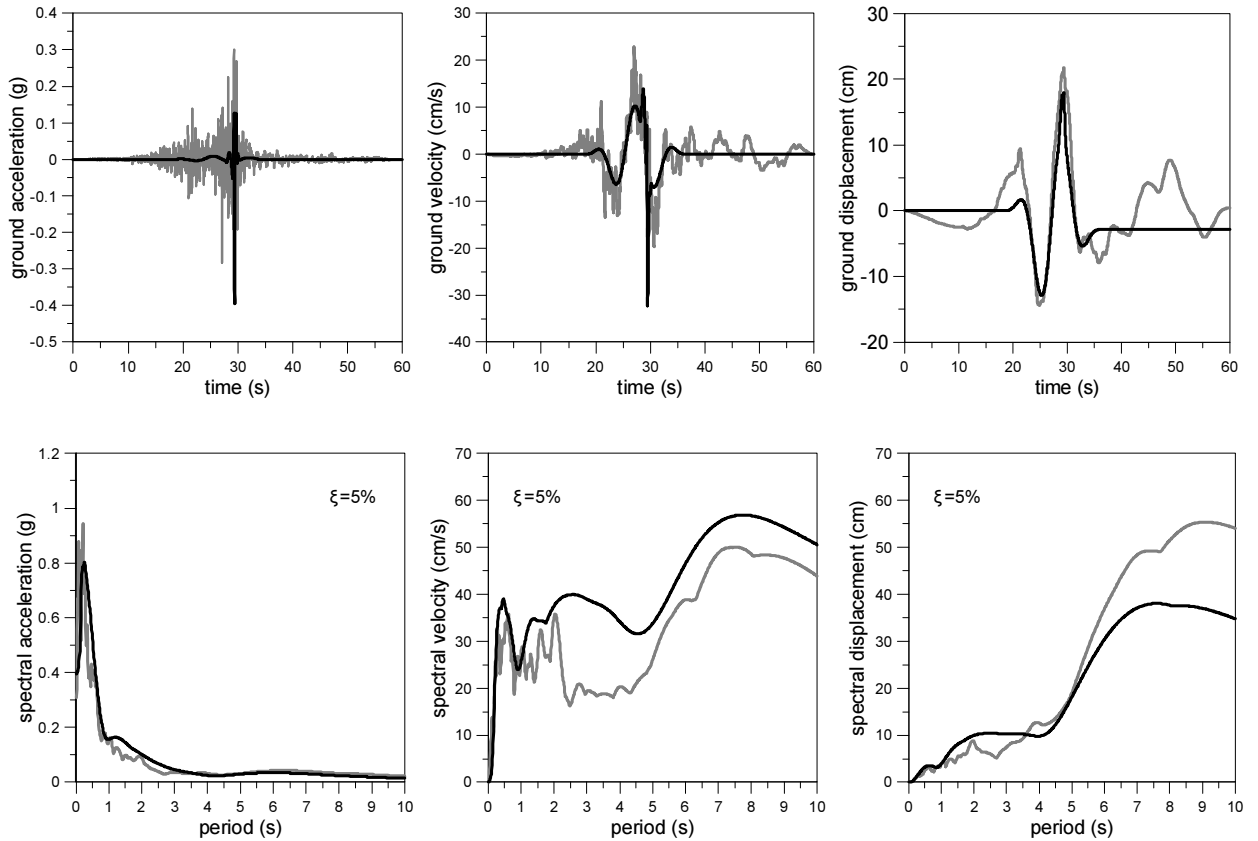 0.4
0.3
0.2
0.1
0
-0.1
-0.2
-0.3
-0.4
-0.5
ground acceleration (g)
0 10 20 30 40 50 60
time (s)
30
20
10
0
-10
-20
-30
-40
ground velocity (cm/s)
0 10 20 30 40 50 60
time (s)
30
20
10
0
-10
-20
ground displacement (cm)
0 10 20 30 40 50 60
time (s)
1.2
1
0.8
0.6
0.4
0.2
0
spectral acceleration (g)
ξ=5%
0 1 2 3 4 5 6 7 8 9 10
period (s)
70
60
50
40
30
20
10
0
spectral velocity (cm/s)
ξ=5%
0 1 2 3 4 5 6 7 8 9 10
period (s)
70
60
50
40
30
20
10
0
spectral displacement (cm)
ξ=5%
0 1 2 3 4 5 6 7 8 9 10
period (s)